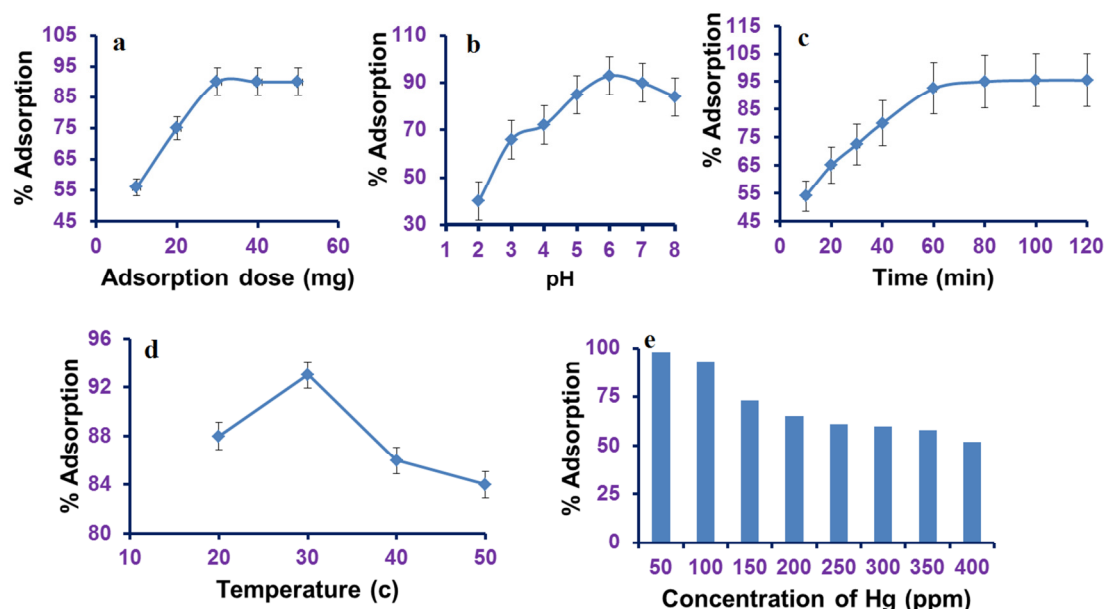 a
% Adsorption
95
85
75
65
55
45
0 20 40 60
Adsorption dose (mg)
b
% Adsorption
110
90
70
50
30
1 2 3 4 5 6 7 8
pH
c
% Adsorption
115
105
95
85
75
65
55
45
0 20 40 60 80 100 120
Time (min)
d
% Adsorption
96
92
88
84
80
10 20 30 40 50
Temperature (c)
e
% Adsorption
100
75
50
25
0
50 100 150 200 250 300 350 400
Concentration of Hg (ppm)